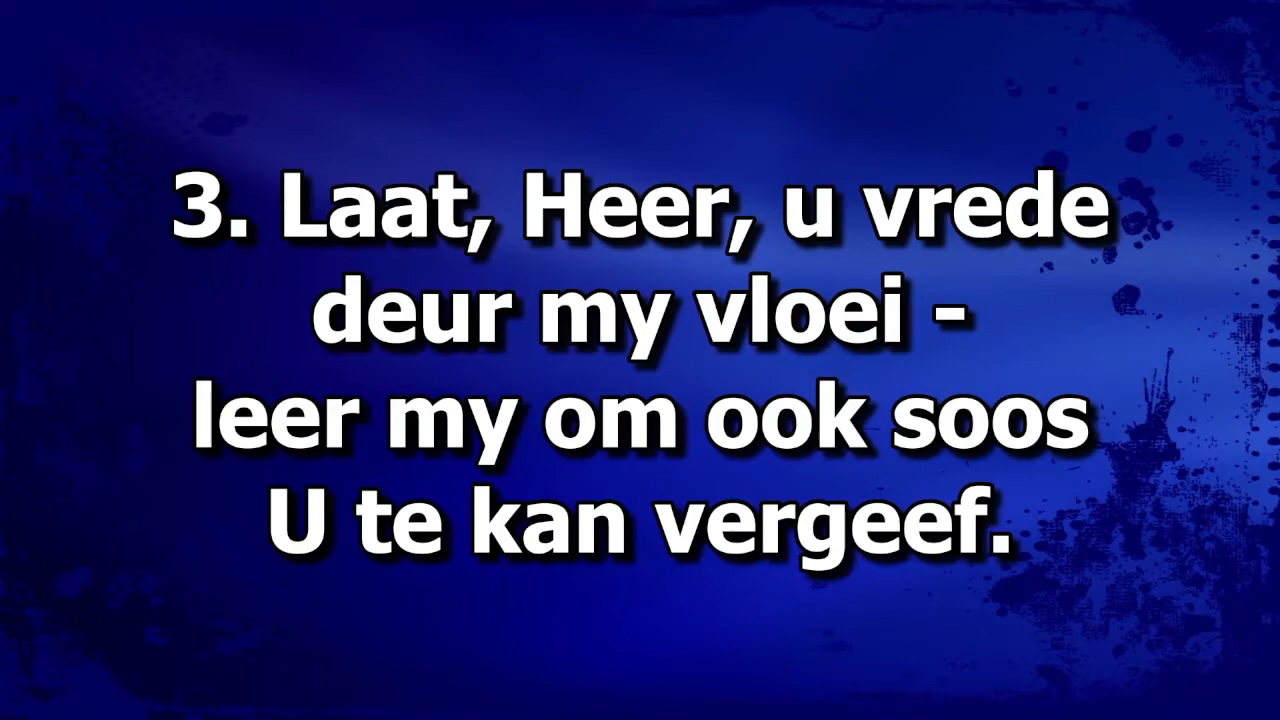 3. Laat, Heer, u vrede
deur my vloei -
leer my om ook soos
U te kan vergeef.